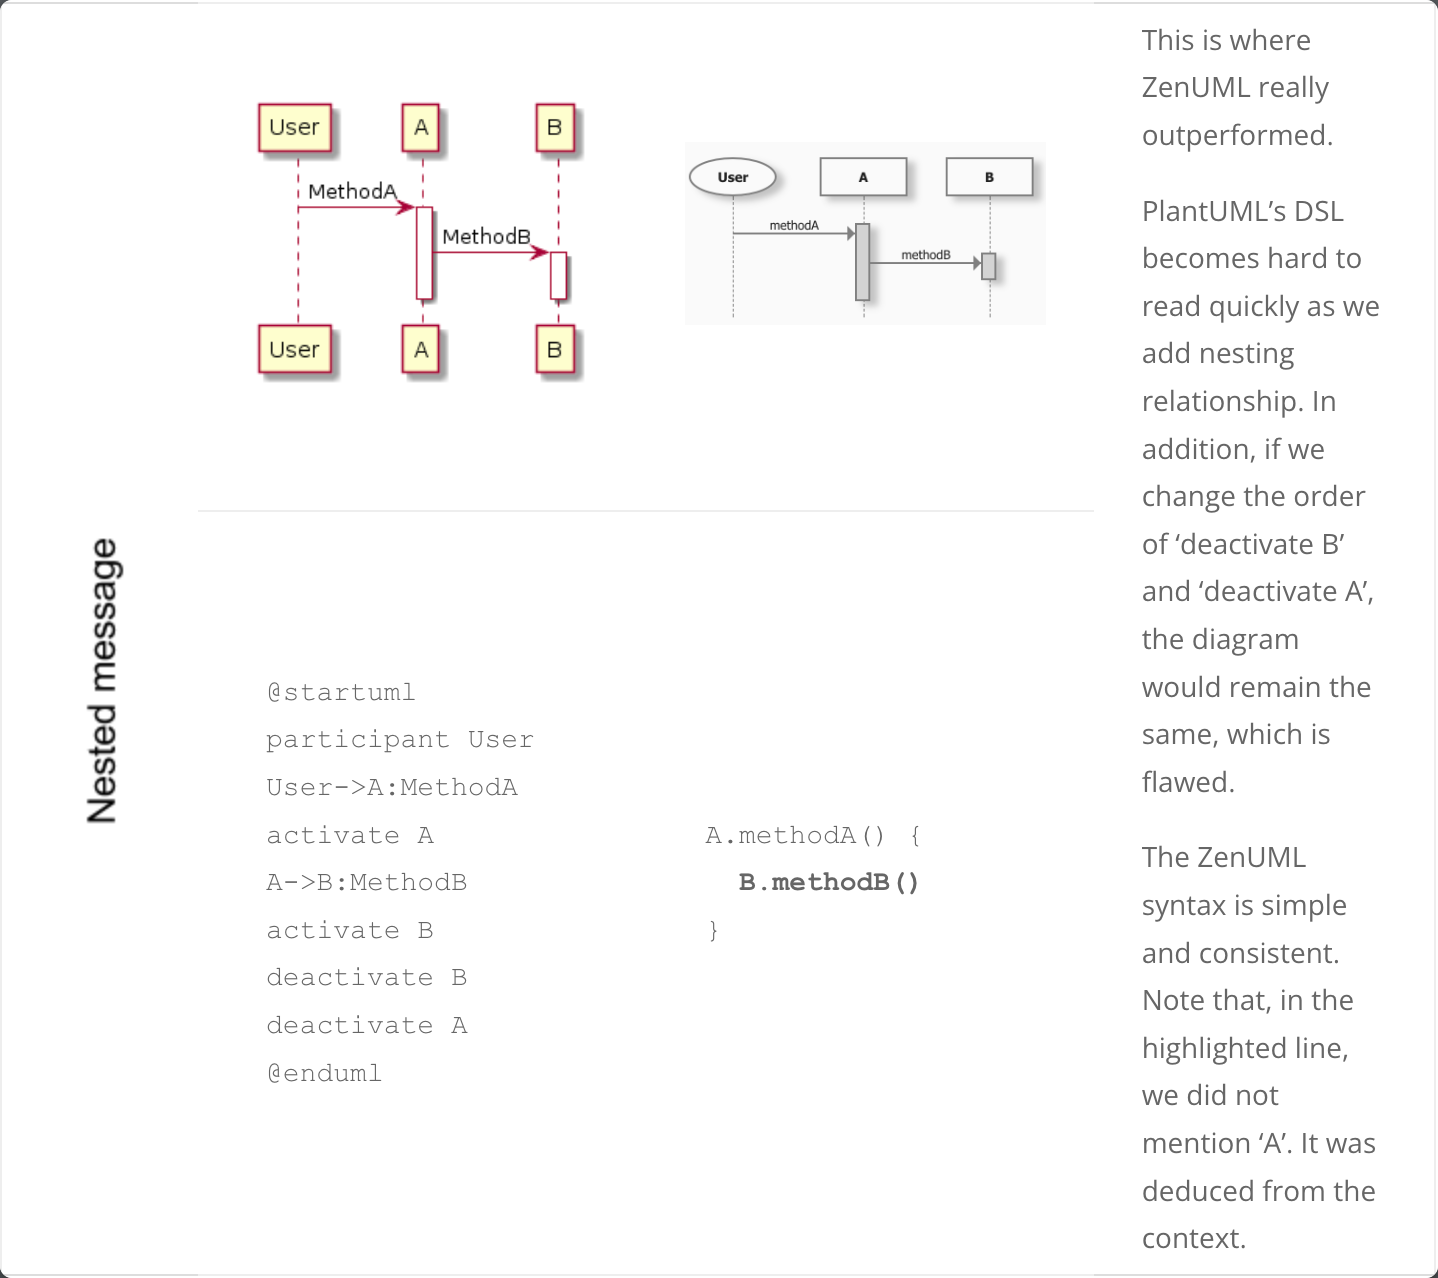 Nested message
User A B
MethodA
MethodB
User A B
User A B
methodA
methodB
@startuml
participant User
User->A:MethodA
activate A
A->B:MethodB
activate B
deactivate B
deactivate A
@enduml
A.methodA() {
  B.methodB()
}
This is where
ZenUML really
outperformed.
PlantUML’s DSL
becomes hard to
read quickly as we
add nesting
relationship. In
addition, if we
change the order
of ‘deactivate B’
and ‘deactivate A’,
the diagram
would remain the
same, which is
flawed.
The ZenUML
syntax is simple
and consistent.
Note that, in the
highlighted line,
we did not
mention ‘A’. It was
deduced from the
context.